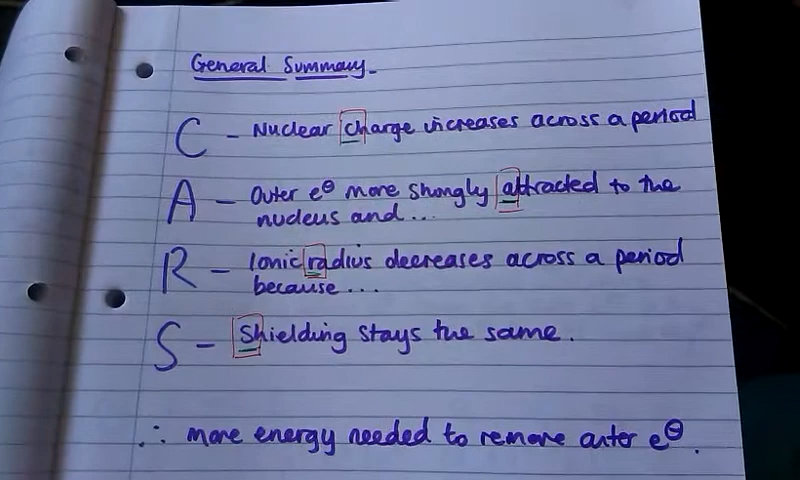 General Summary
C - Nuclear charge increases across a period
A - Outer e⊖ more strongly attracted to the
nucleus and...
R - Ionic radius decreases across a period
because...
S - Shielding stays the same.
∴ more energy needed to remove outer e⊖.